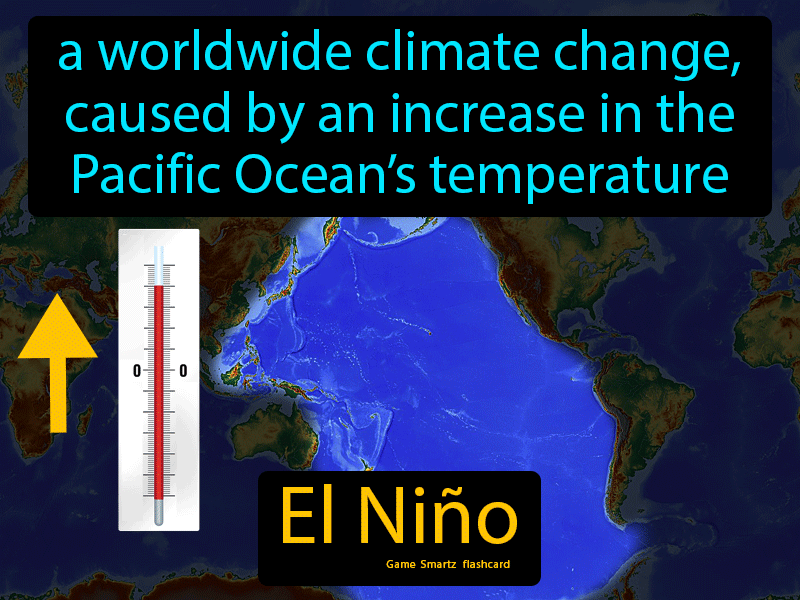 a worldwide climate change,
caused by an increase in the
Pacific Ocean’s temperature
0 0
El Niño
Game Smartz flashcard